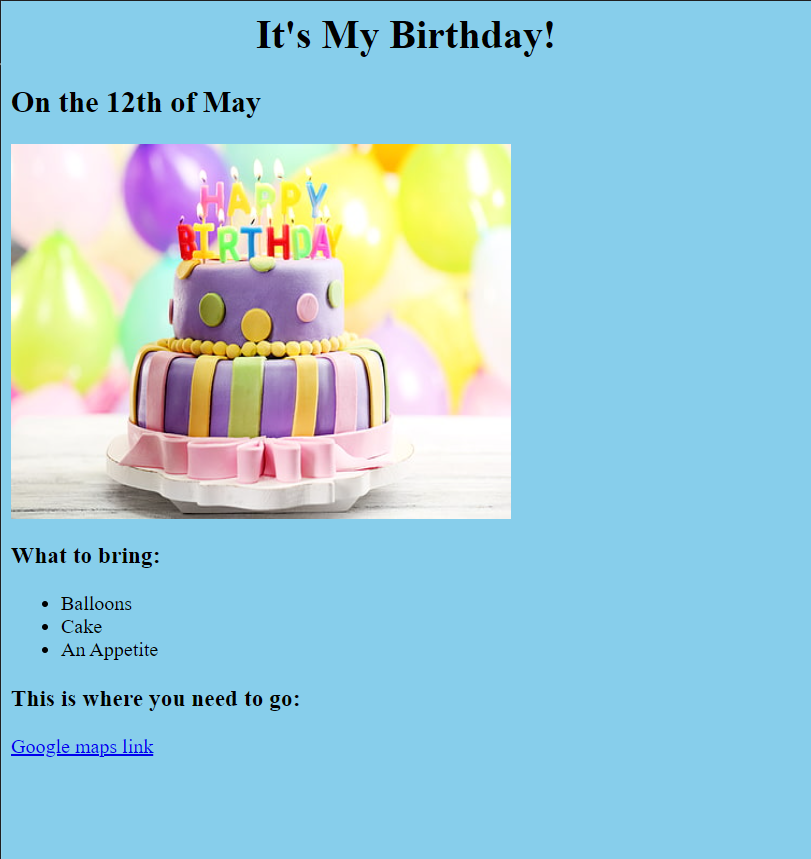 It's My Birthday!
On the 12th of May
HAPPY
BIRTHDAY
What to bring:
Balloons
Cake
An Appetite
This is where you need to go:
Google maps link